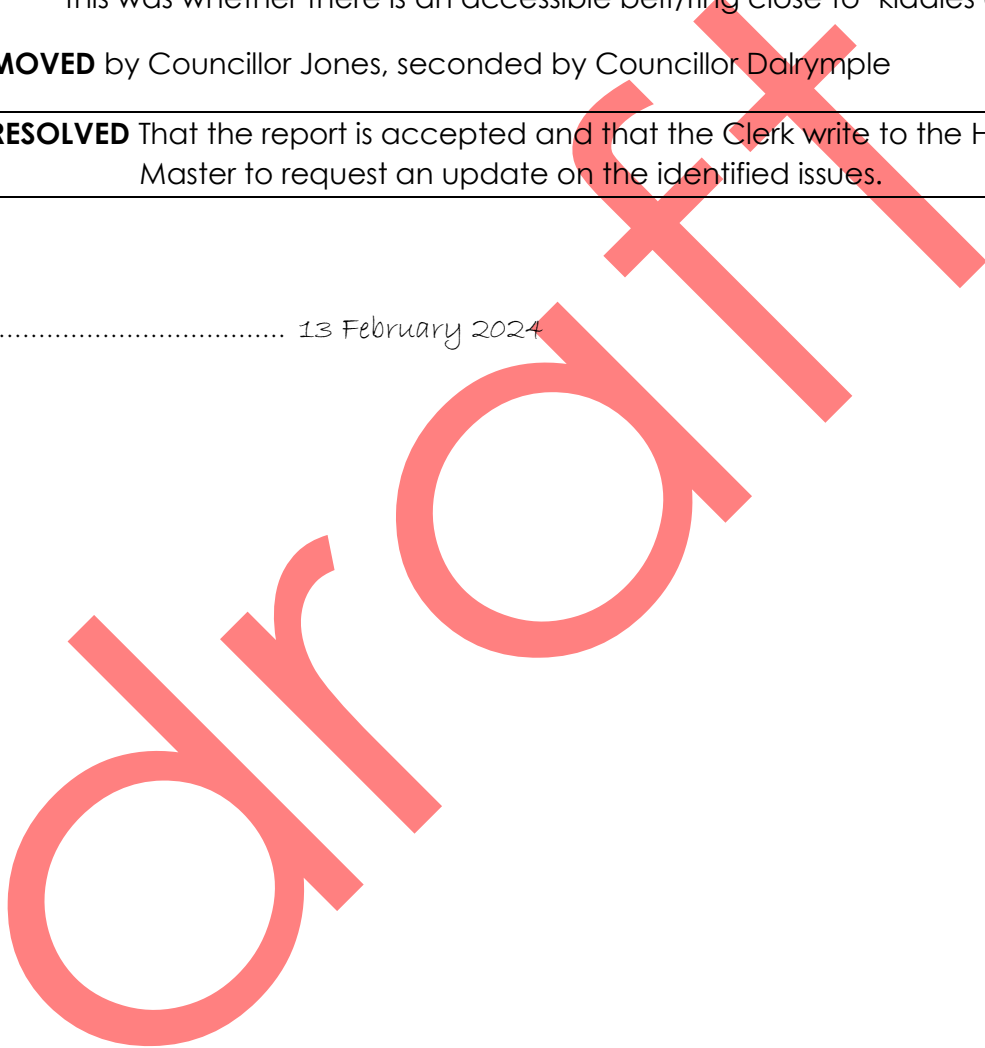 this was whether there is an accessible belt/ring close to "kiddies
MOVED by Councillor Jones, seconded by Councillor Dalrymple
RESOLVED That the report is accepted and that the Clerk write to the H
Master to request an update on the identified issues.
.................................... 13 February 2024
draft